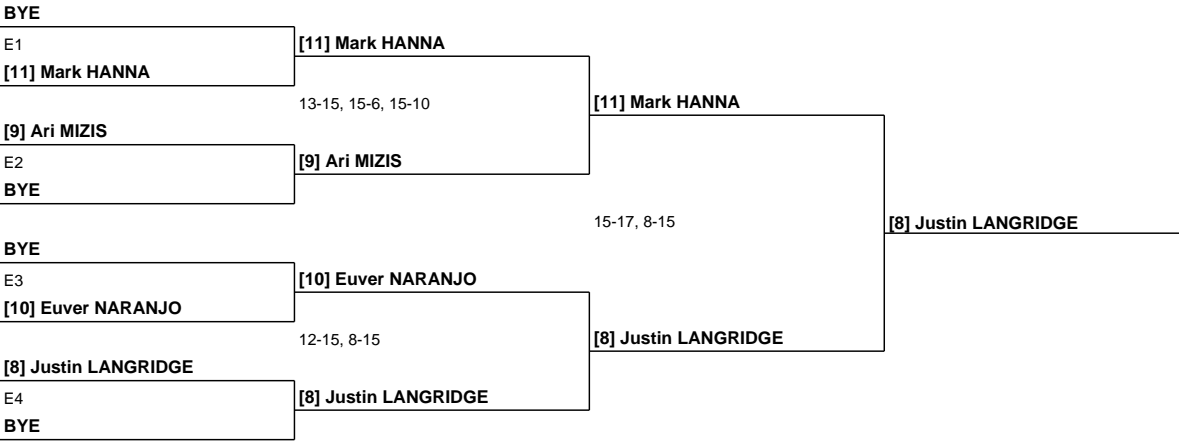 BYE
E1
[11] Mark HANNA
[11] Mark HANNA
13-15, 15-6, 15-10
[11] Mark HANNA
[9] Ari MIZIS
E2
[9] Ari MIZIS
BYE
15-17, 8-15
[8] Justin LANGRIDGE
BYE
E3
[10] Euver NARANJO
[10] Euver NARANJO
12-15, 8-15
[8] Justin LANGRIDGE
[8] Justin LANGRIDGE
E4
[8] Justin LANGRIDGE
BYE